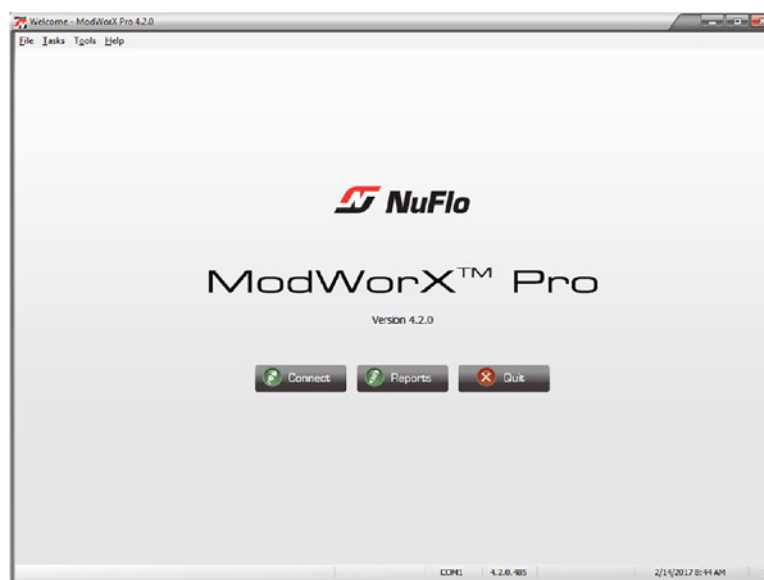 Welcome - ModWorX Pro 4.2.0
File Tasks Tools Help
NuFlo
ModWorX™ Pro
Version 4.2.0
Connect Reports Quit
COM1 4.2.0.485 2/14/2017 8:44 AM